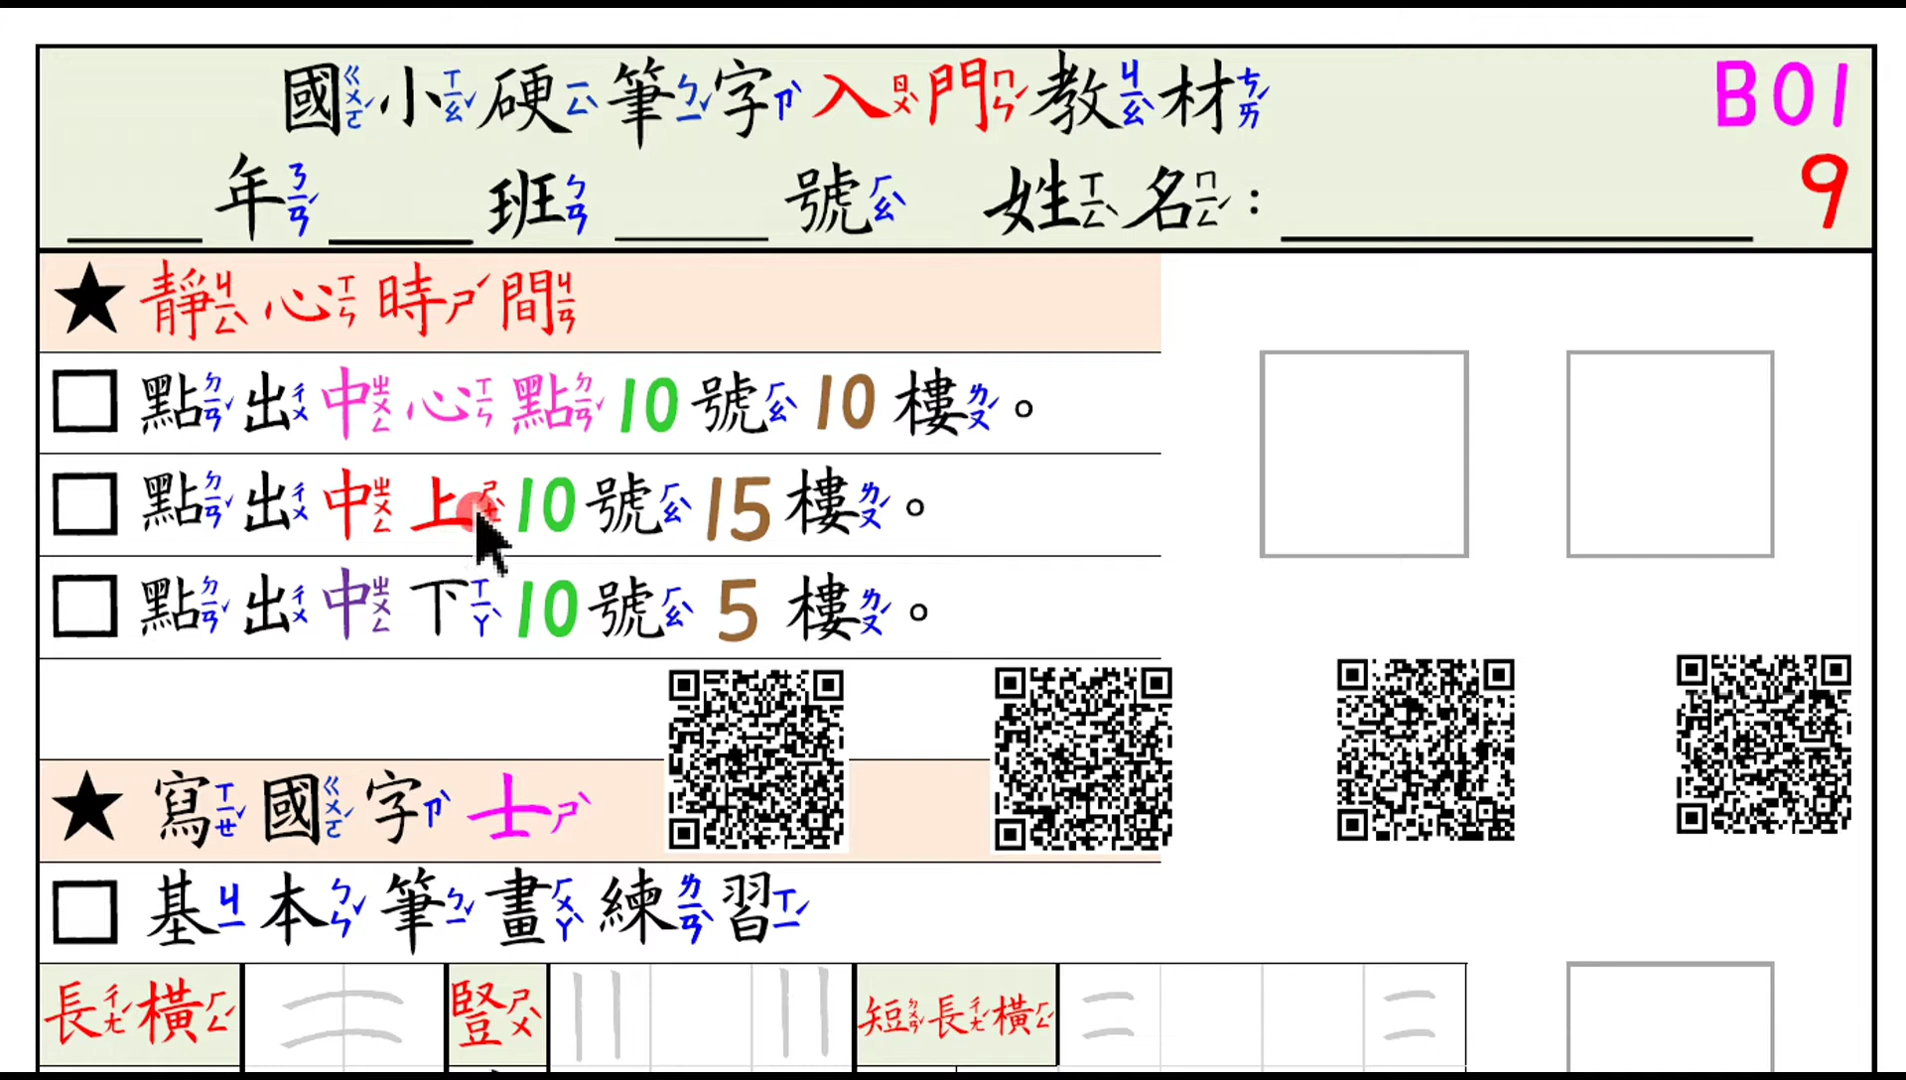 國小硬筆字入門教材 B01
年 班 號 姓名: 9
★靜心時間
□點出中心點10號10樓。
□點出中上10號15樓。
□點出中下10號5樓。
★寫國字士
□基本筆畫練習
長橫 豎 短長橫